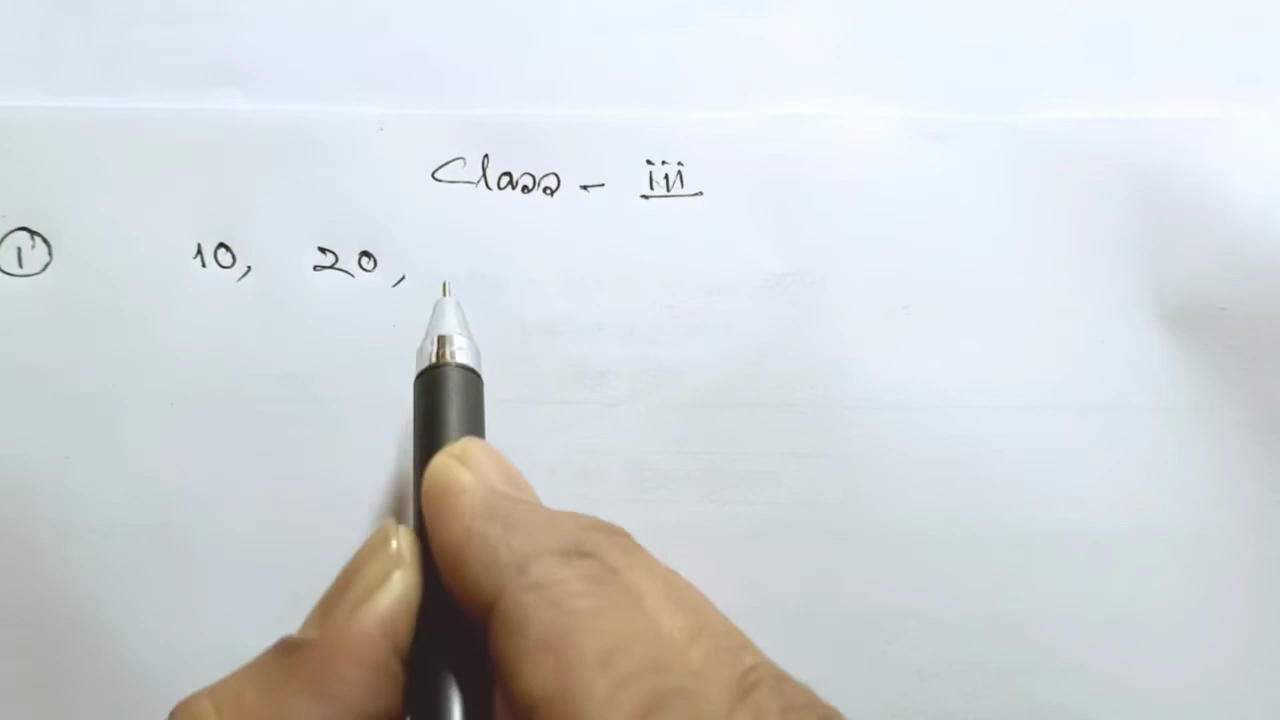 Class - iii
① 10, 20,